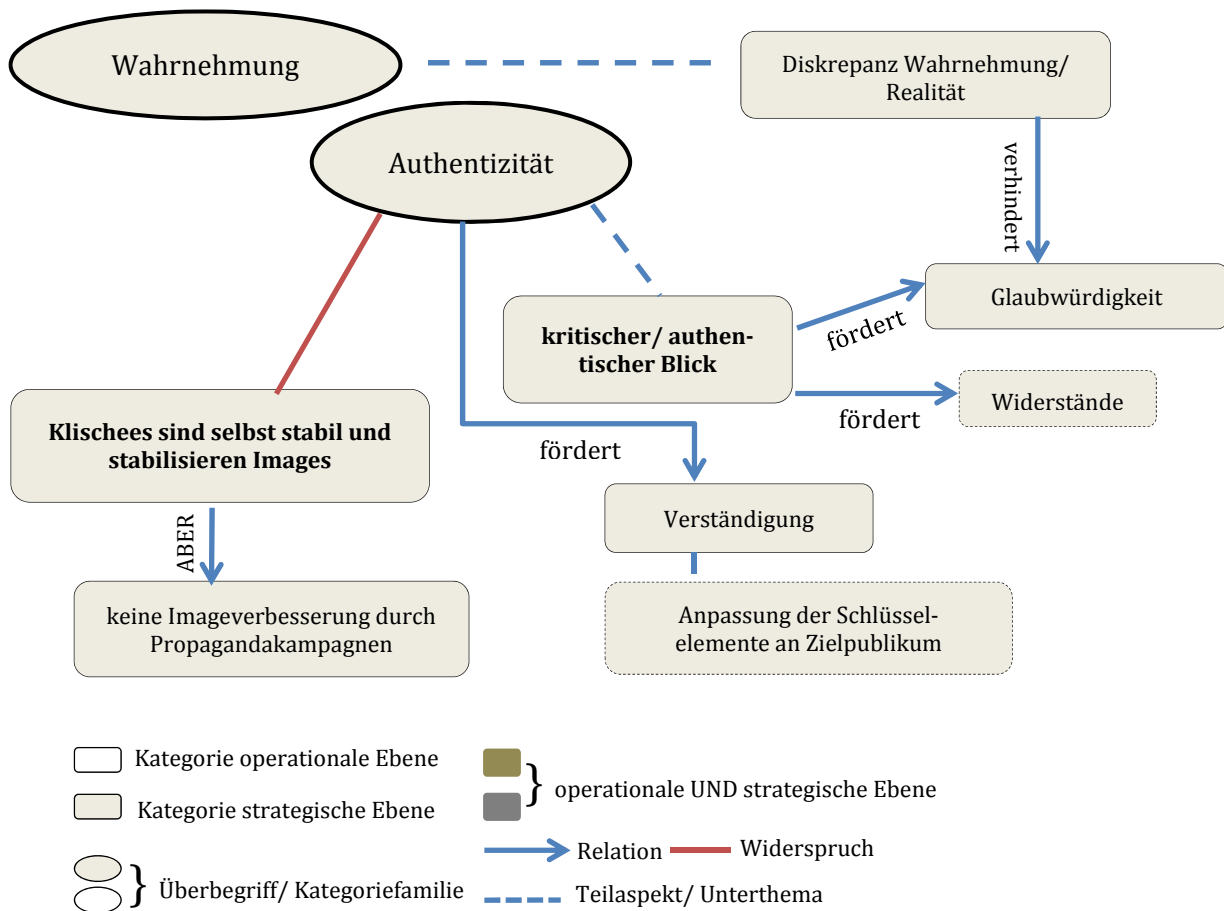 Wahrnehmung
Diskrepanz Wahrnehmung/
Realität
Authentizität
verhindert
Glaubwürdigkeit
kritischer/ authen-
tischer Blick
fördert
Widerstände
fördert
Klischees sind selbst stabil und
stabilisieren Images
fördert
Verständigung
ABER
keine Imageverbesserung durch
Propagandakampagnen
Anpassung der Schlüssel-
elemente an Zielpublikum
Kategorie operationale Ebene
Kategorie strategische Ebene
} operationale UND strategische Ebene
} Überbegriff/ Kategoriefamilie
Relation
Widerspruch
Teilaspekt/ Unterthema